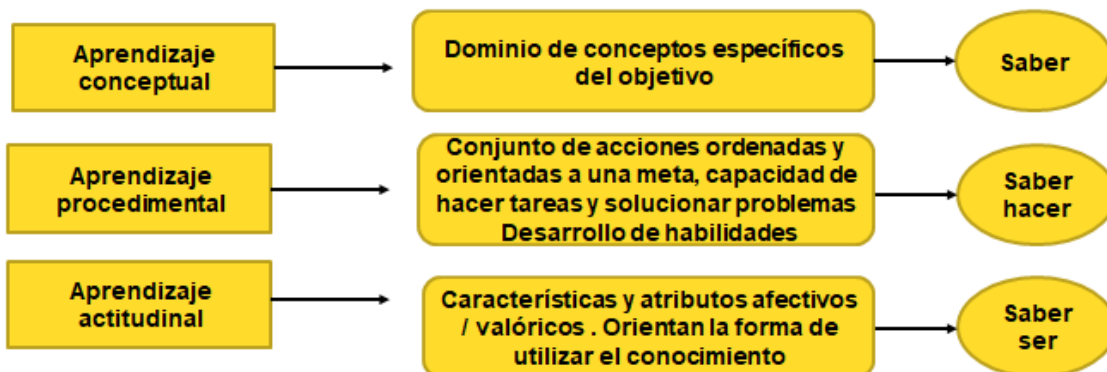 Aprendizaje
conceptual
Dominio de conceptos específicos
del objetivo
Saber
Aprendizaje
procedimental
Conjunto de acciones ordenadas y
orientadas a una meta, capacidad de
hacer tareas y solucionar problemas
Desarrollo de habilidades
Saber
hacer
Aprendizaje
actitudinal
Características y atributos afectivos
/ valóricos . Orientan la forma de
utilizar el conocimiento
Saber
ser